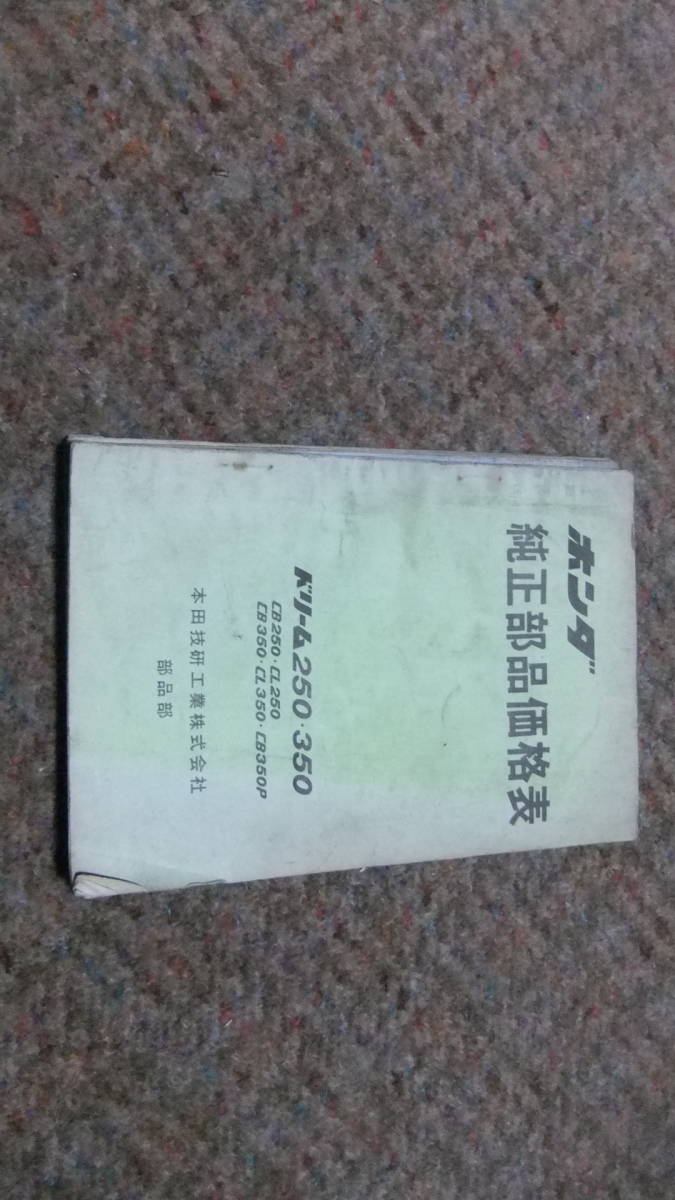 ホンダ
純正部品価格表
ドリーム250・350
CB250・CL250
CB350・CL350・CB350P
本田技研工業株式会社
部品部